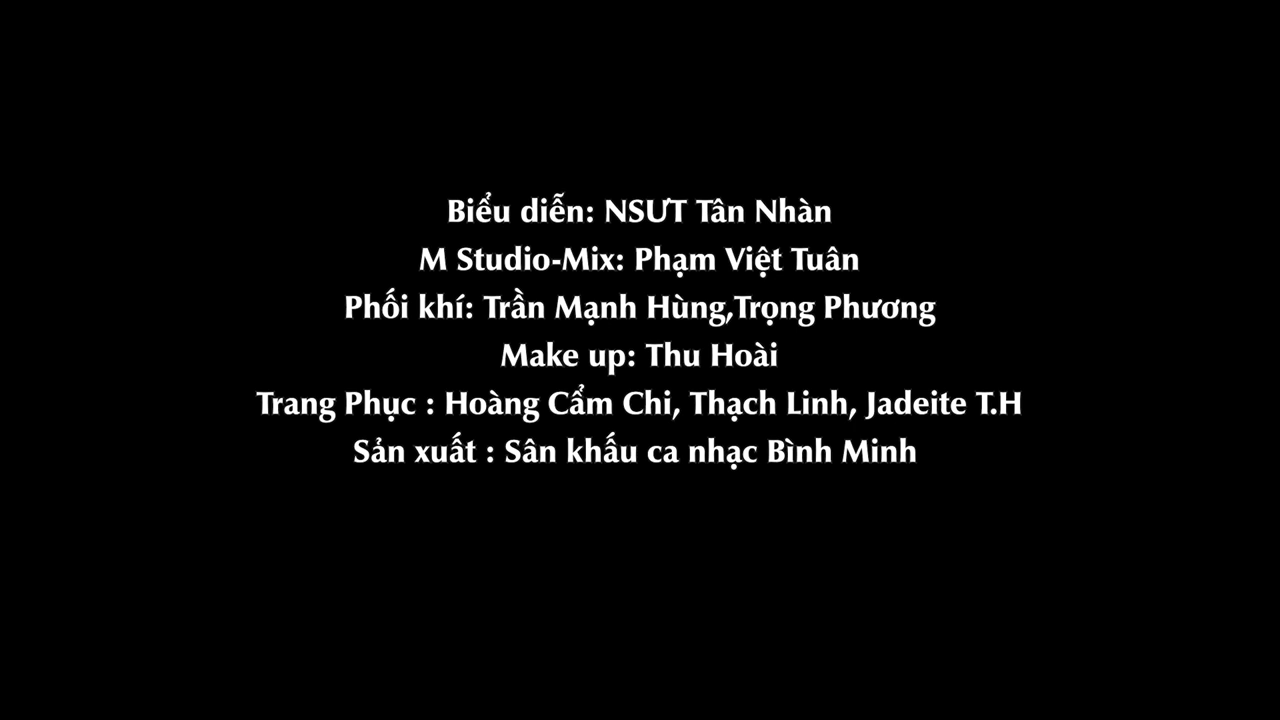 Biểu diễn: NSƯT Tân Nhàn
M Studio-Mix: Phạm Việt Tuân
Phối khí: Trần Mạnh Hùng,Trọng Phương
Make up: Thu Hoài
Trang Phục : Hoàng Cẩm Chi, Thạch Linh, Jadeite T.H
Sản xuất : Sân khấu ca nhạc Bình Minh